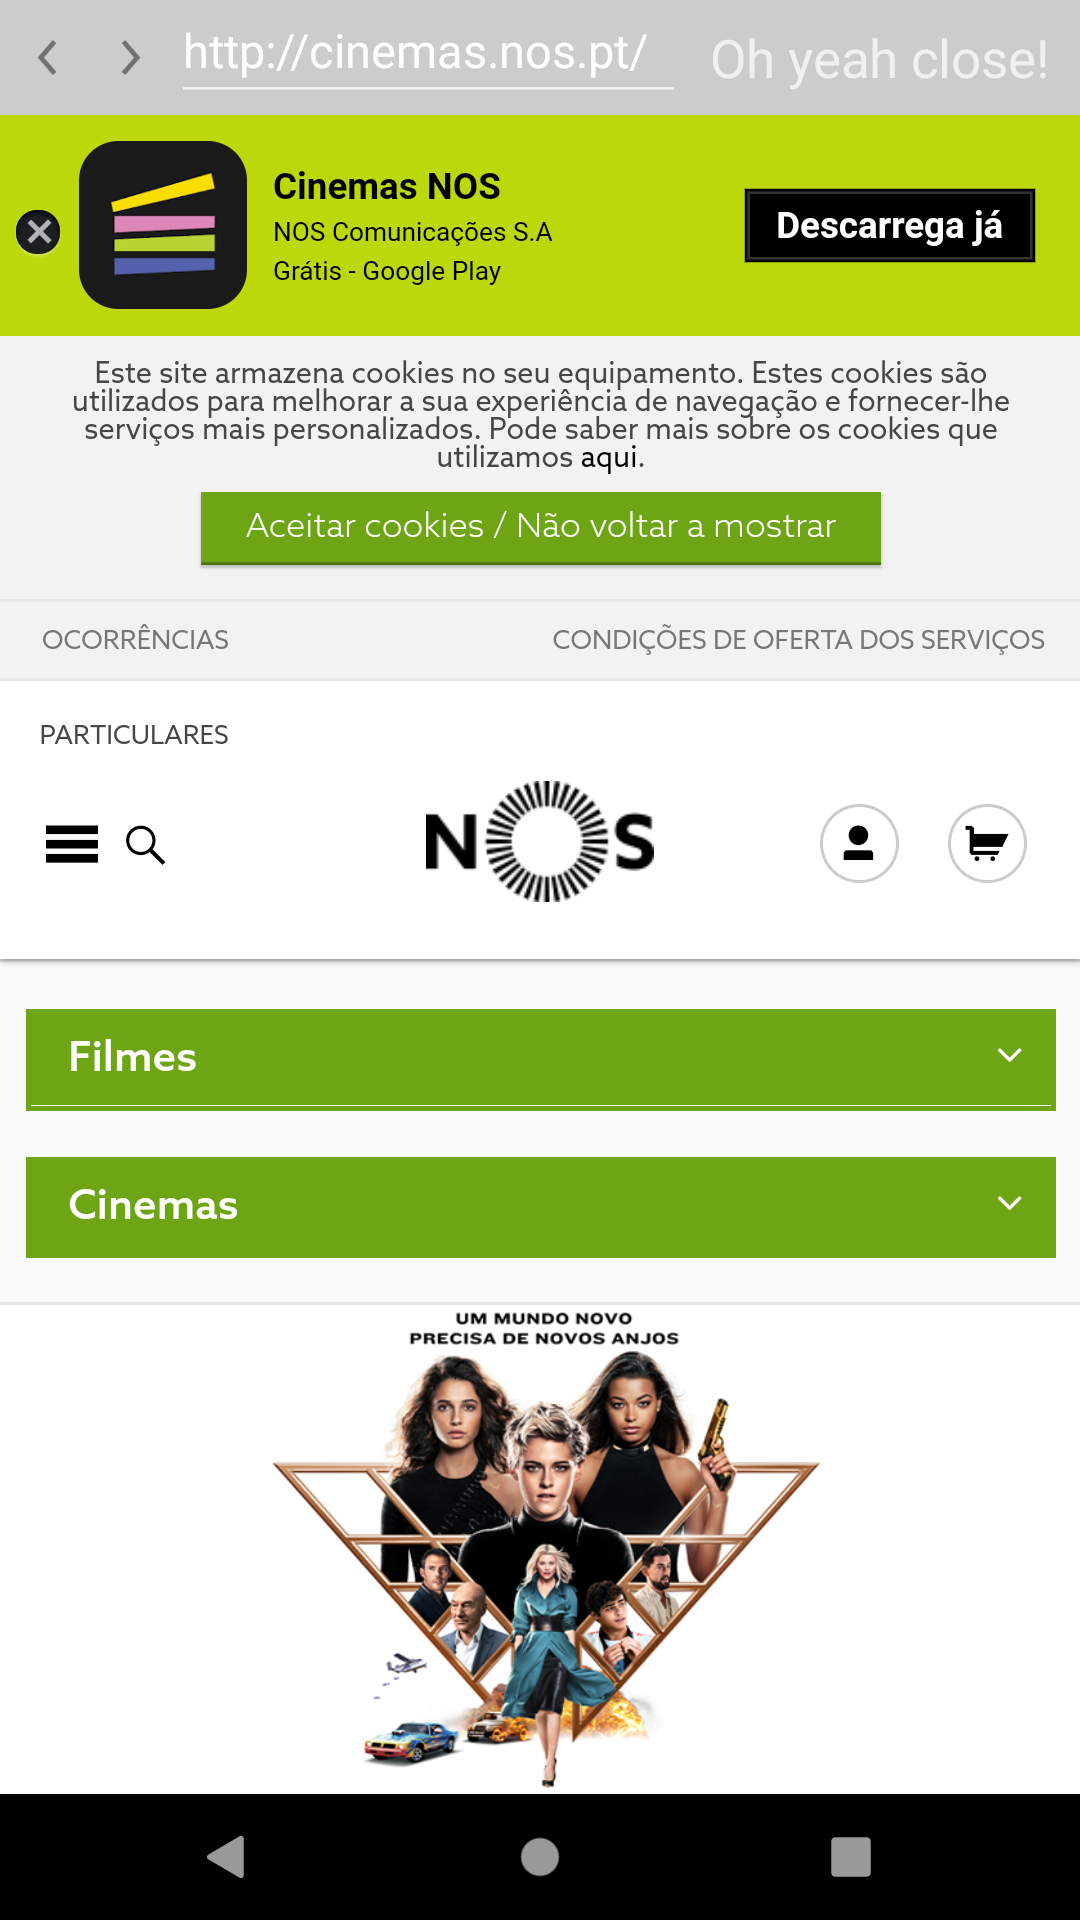 http://cinemas.nos.pt/
Oh yeah close!
Cinemas NOS
NOS Comunicações S.A
Grátis - Google Play
Descarrega já
Este site armazena cookies no seu equipamento. Estes cookies são
utilizados para melhorar a sua experiência de navegação e fornecer-lhe
serviços mais personalizados. Pode saber mais sobre os cookies que
utilizamos aqui.
Aceitar cookies / Não voltar a mostrar
OCORRÊNCIAS
CONDIÇÕES DE OFERTA DOS SERVIÇOS
PARTICULARES
NOS
Filmes
Cinemas
UM MUNDO NOVO
PRECISA DE NOVOS ANJOS